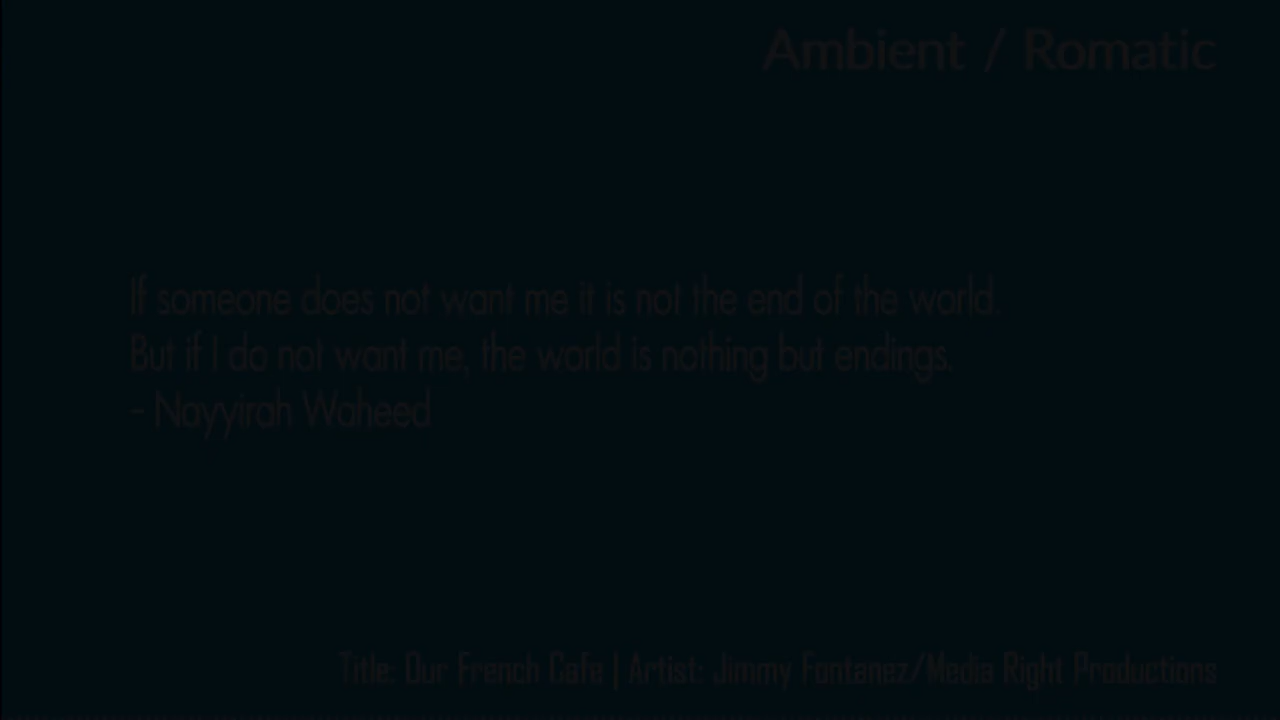 Ambient / Romatic
If someone does not want me it is not the end of the world.
But if I do not want me, the world is nothing but endings.
- Nayyirah Waheed
Title: Our French Cafe | Artist: Jimmy Fontanez/Media Right Productions